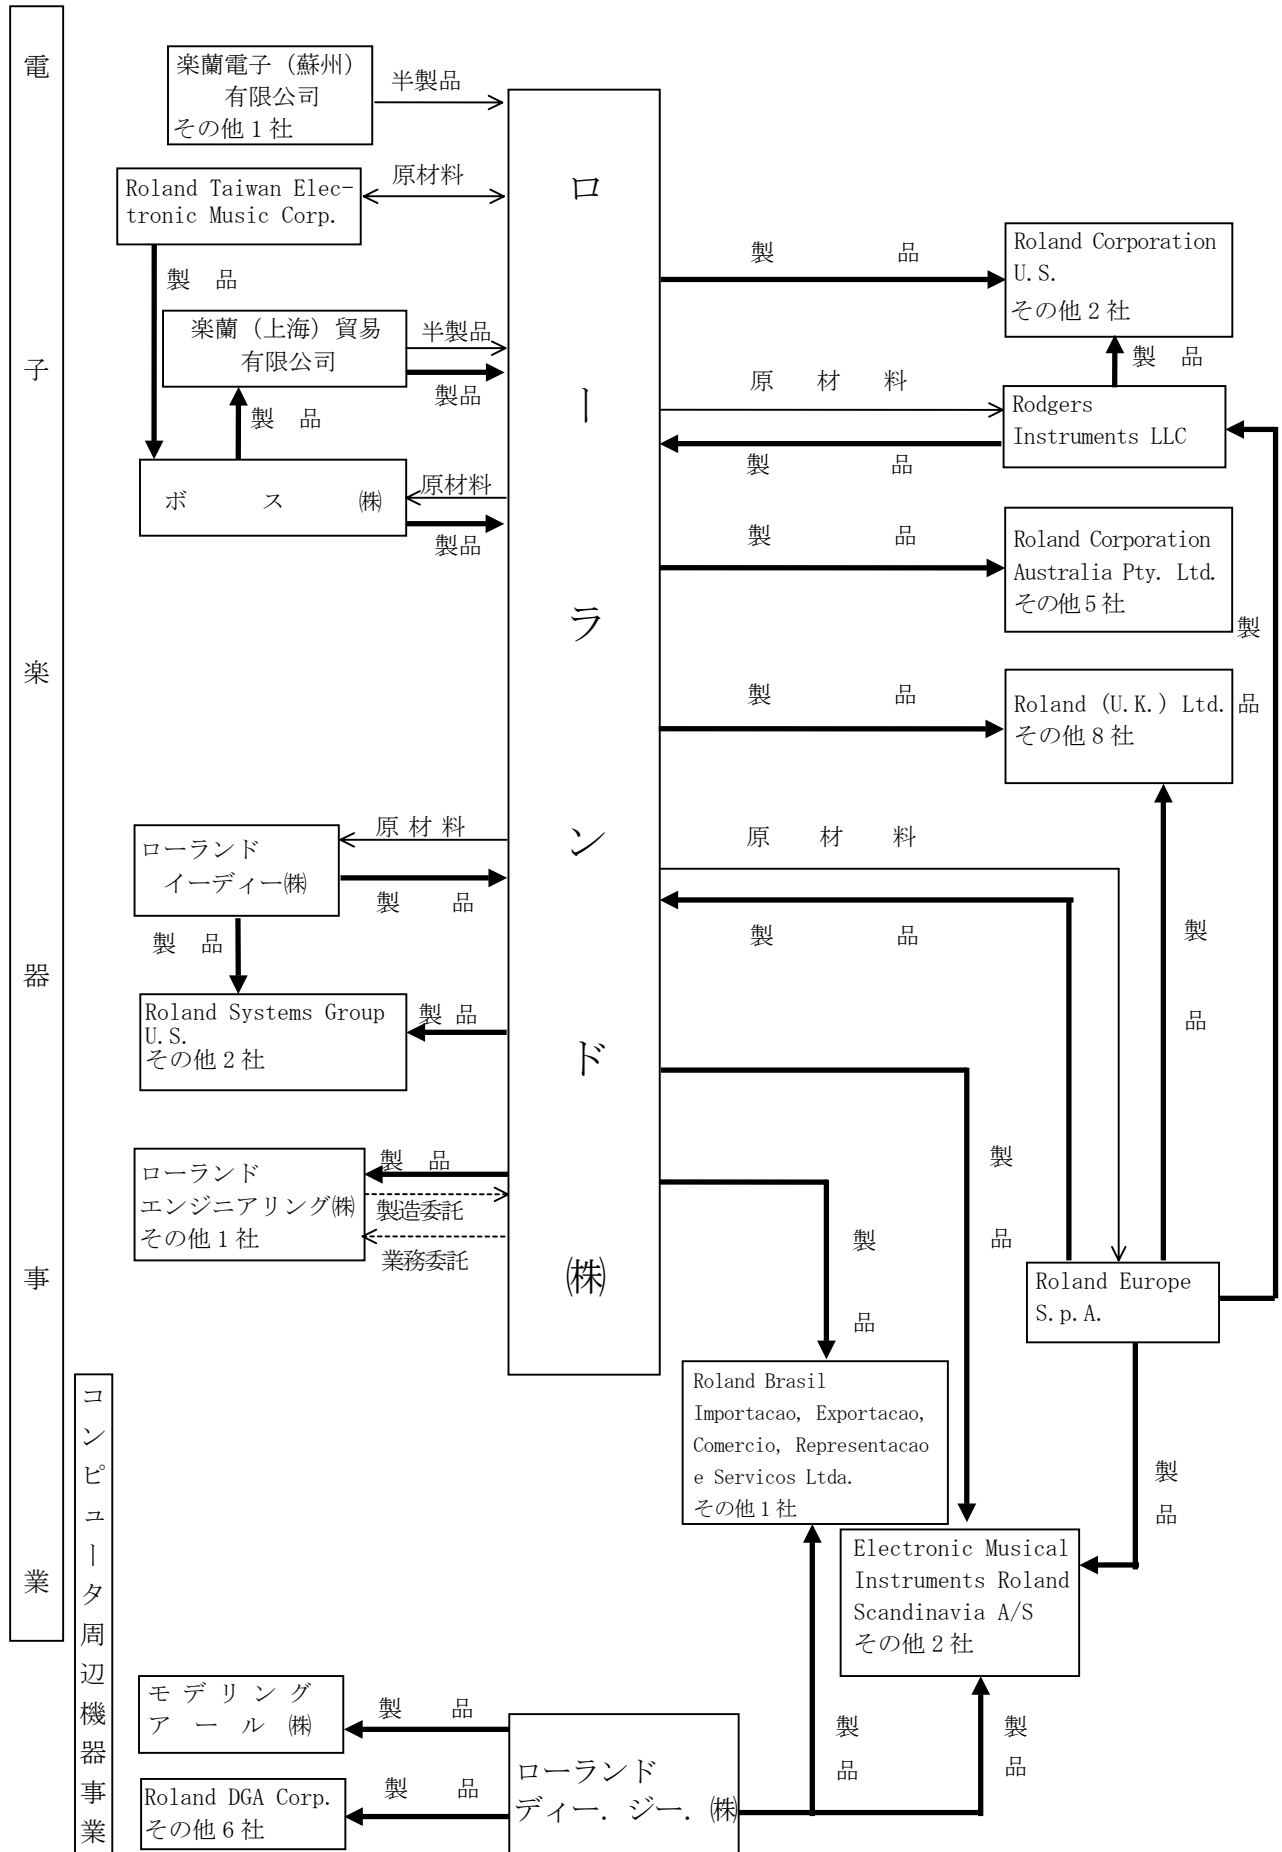 電子楽器事業
楽蘭電子（蘇州）
有限公司
その他１社
半製品
Roland Taiwan Elec-
tronic Music Corp.
原材料
製品
楽蘭（上海）貿易
有限公司
半製品
製品
製品
ボス㈱
原材料
製品
ローランド㈱
製品
Roland Corporation
U.S.
その他２社
製品
原材料
Rodgers
Instruments LLC
製品
製品
Roland Corporation
Australia Pty. Ltd.
その他５社
製品
製品
Roland (U.K.) Ltd.
その他８社
ローランド
イーディー㈱
原材料
製品
製品
Roland Systems Group
U.S.
その他２社
製品
原材料
製品
製品
ローランド
エンジニアリング㈱
その他１社
製品
製造委託
業務委託
製品
製品
Roland Europe
S.p.A.
Roland Brasil
Importacao, Exportacao,
Comercio, Representacao
e Servicos Ltda.
その他１社
製品
Electronic Musical
Instruments Roland
Scandinavia A/S
その他２社
コンピュータ周辺機器事業
モデリング
アール㈱
製品
Roland DGA Corp.
その他６社
製品
ローランド
ディー．ジー．㈱
製品
製品